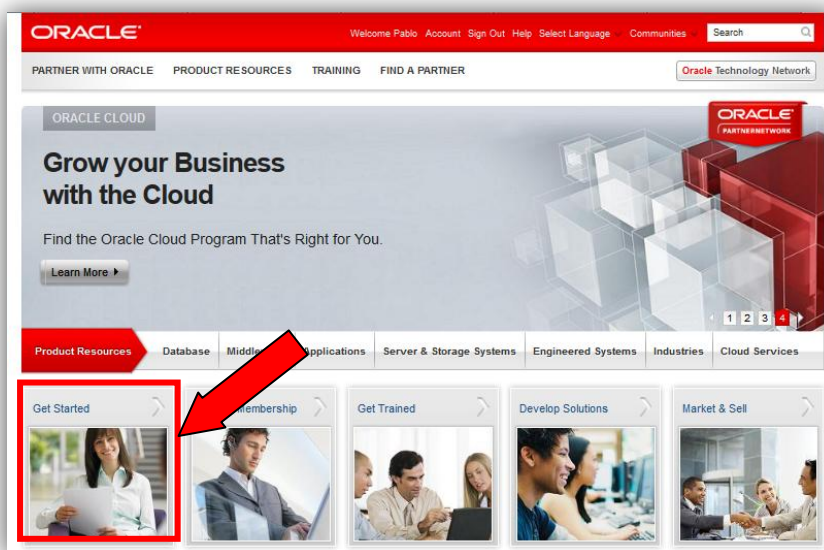 ORACLE
Welcome Pablo Account Sign Out Help Select Language Communities Search
PARTNER WITH ORACLE PRODUCT RESOURCES TRAINING FIND A PARTNER Oracle Technology Network
ORACLE CLOUD
ORACLE
PARTNERNETWORK
Grow your Business
with the Cloud
Find the Oracle Cloud Program That's Right for You.
Learn More
1 2 3 4
Product Resources Database Applications Server & Storage Systems Engineered Systems Industries Cloud Services
Get Started Membership Get Trained Develop Solutions Market & Sell